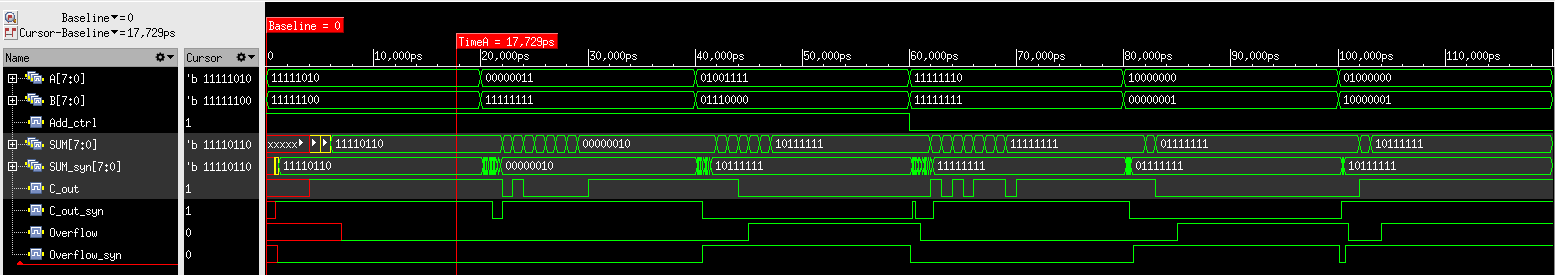 Baseline▼=0
Cursor-Baseline▼=17,729ps
Baseline = 0
TimeA = 17,729ps
Name Cursor 0 10,000ps 20,000ps 30,000ps 40,000ps 50,000ps 60,000ps 70,000ps 80,000ps 90,000ps 100,000ps 110,000ps
A[7:0] 'b 11111010 11111010 00000011 01001111 11111110 10000000 01000000
B[7:0] 'b 11111100 11111100 11111111 01110000 11111111 00000001 10000001
Add_ctrl 1
SUM[7:0] 'b 11110110 xxxxx 11110110 00000010 10111111 11111111 01111111 10111111
SUM_syn[7:0] 'b 11110110 11110110 00000010 10111111 11111111 01111111 10111111
C_out 1
C_out_syn 1
Overflow 0
Overflow_syn 0